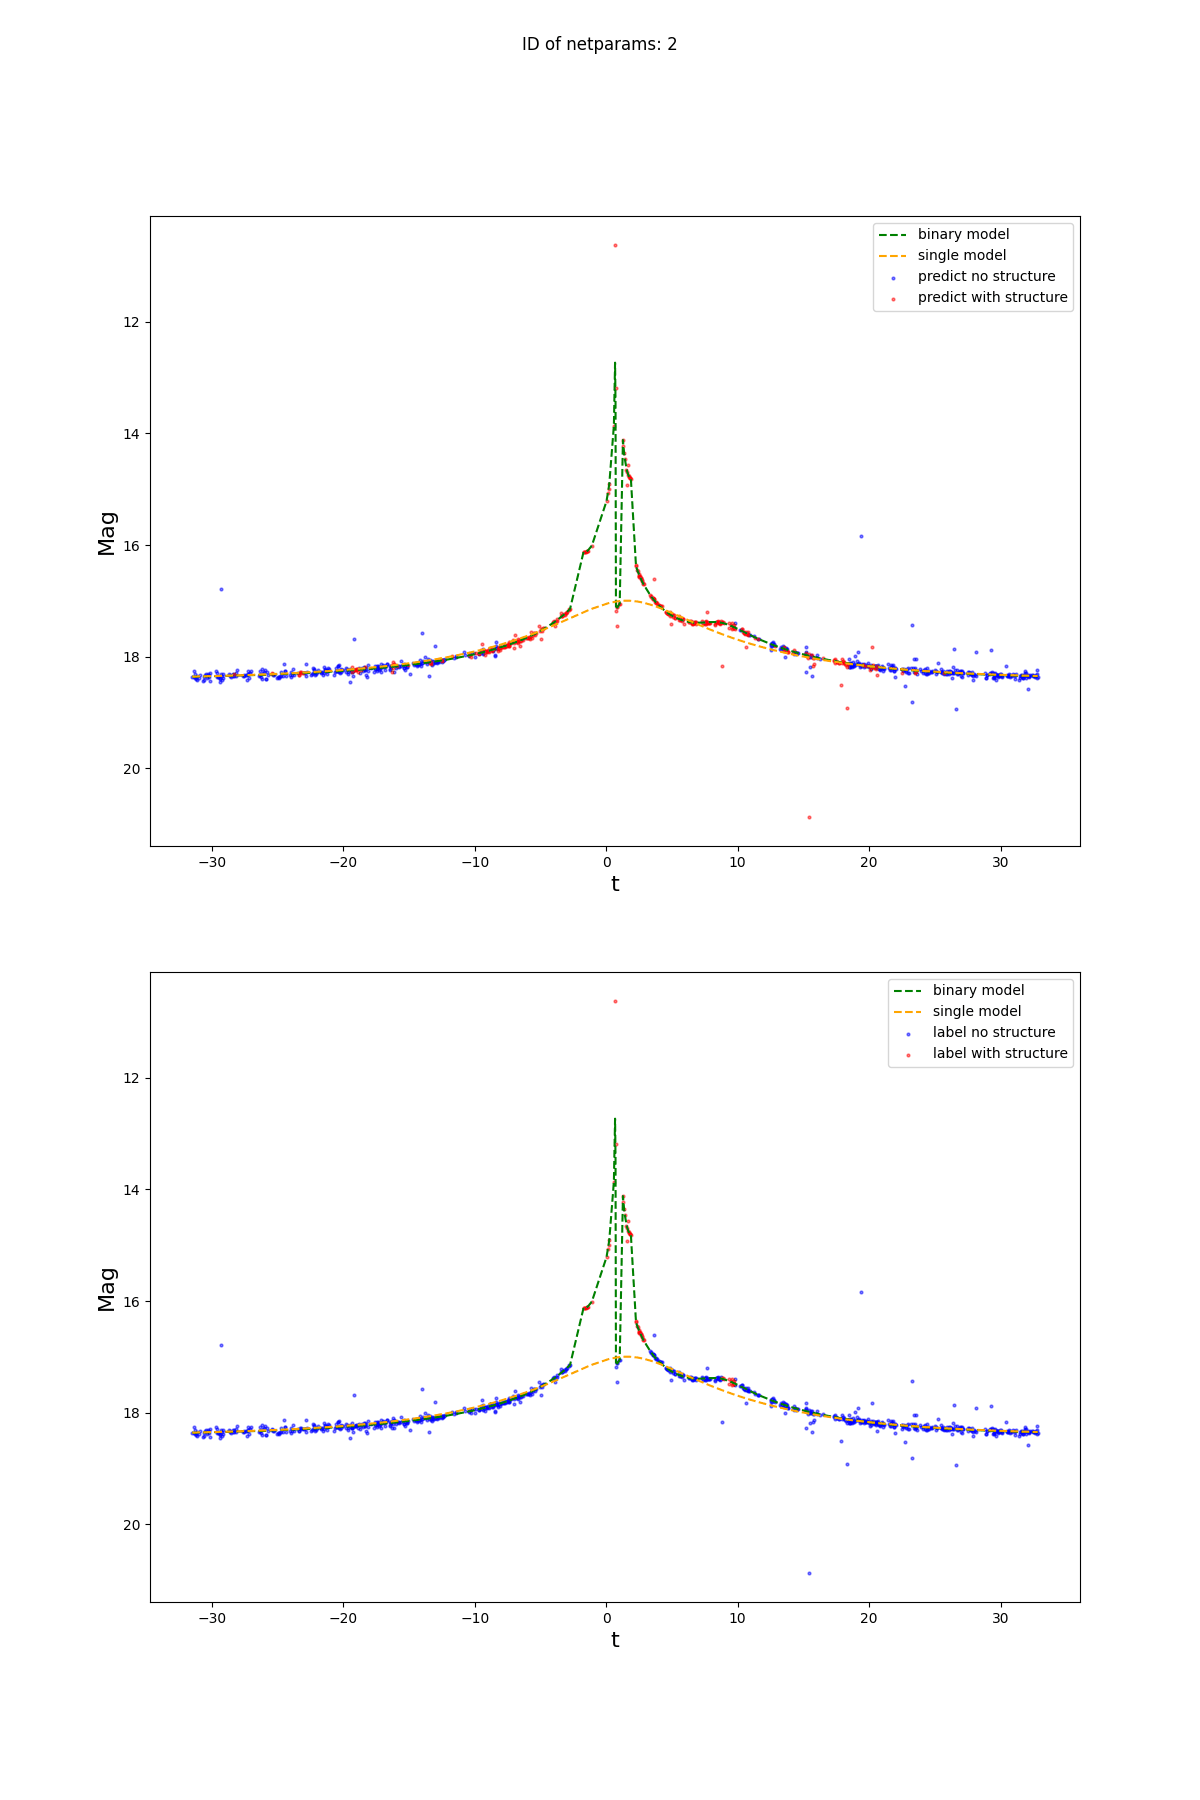 ID of netparams: 2
binary model
single model
predict no structure
predict with structure
12
14
16
18
20
Mag
−30
−20
−10
0
10
20
30
t
binary model
single model
label no structure
label with structure
12
14
16
18
20
Mag
−30
−20
−10
0
10
20
30
t